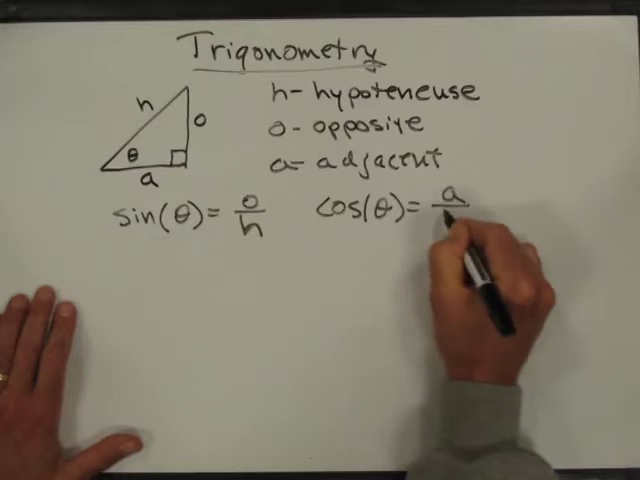 Trigonometry
h
o
θ
a
h- hypoteneuse
o- opposite
a- adjacent
sin(θ)= o/h cos(θ)= a/